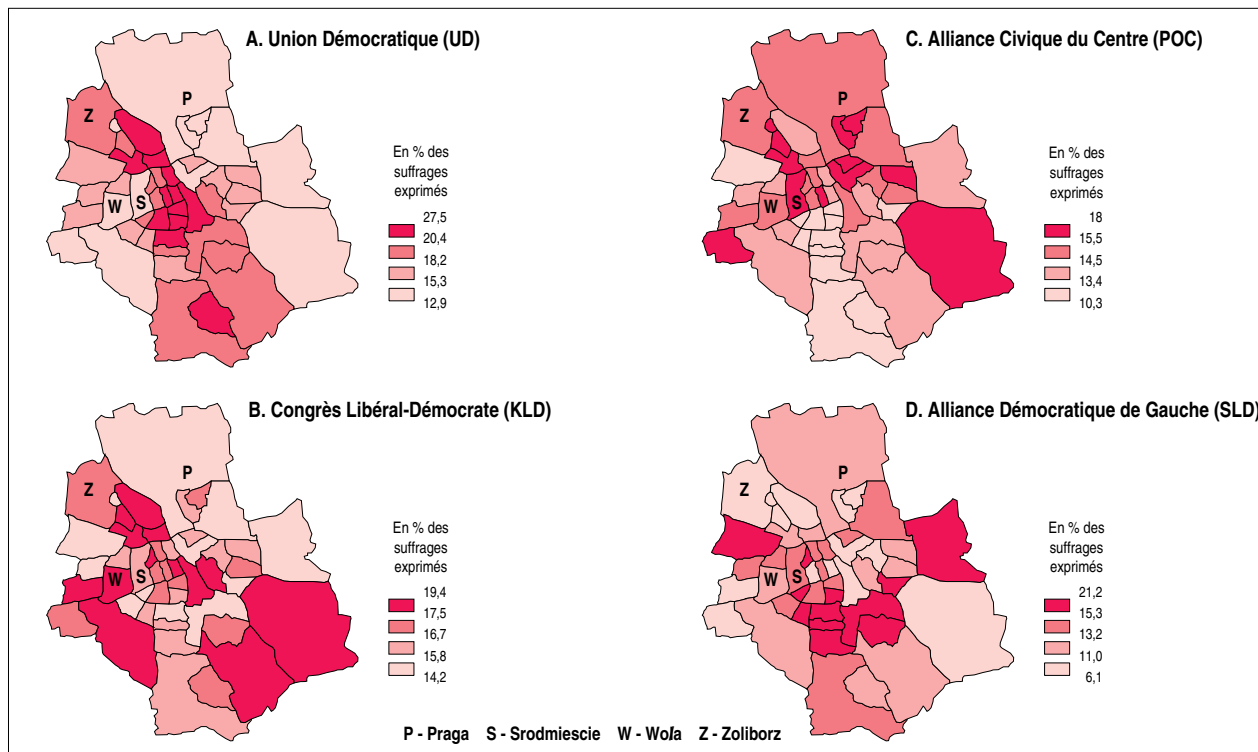 A. Union Démocratique (UD)
P
Z
W
S
En % des
suffrages
exprimés
27,5
20,4
18,2
15,3
12,9
C. Alliance Civique du Centre (POC)
P
Z
W
S
En % des
suffrages
exprimés
18
15,5
14,5
13,4
10,3
B. Congrès Libéral-Démocrate (KLD)
P
Z
W
S
En % des
suffrages
exprimés
19,4
17,5
16,7
15,8
14,2
D. Alliance Démocratique de Gauche (SLD)
P
Z
W
S
En % des
suffrages
exprimés
21,2
15,3
13,2
11,0
6,1
P - Praga S - Srodmiescie W - Woła Z - Zoliborz